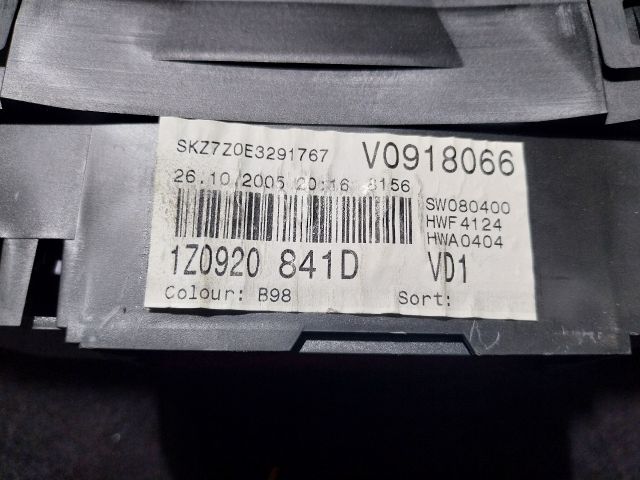 SKZ7Z0E3291767 V0918066
26.10/2005 20:16 8156
SW080400
HWF4124
HWA0404
1Z0920 841D VD1
Colour: B98 Sort: